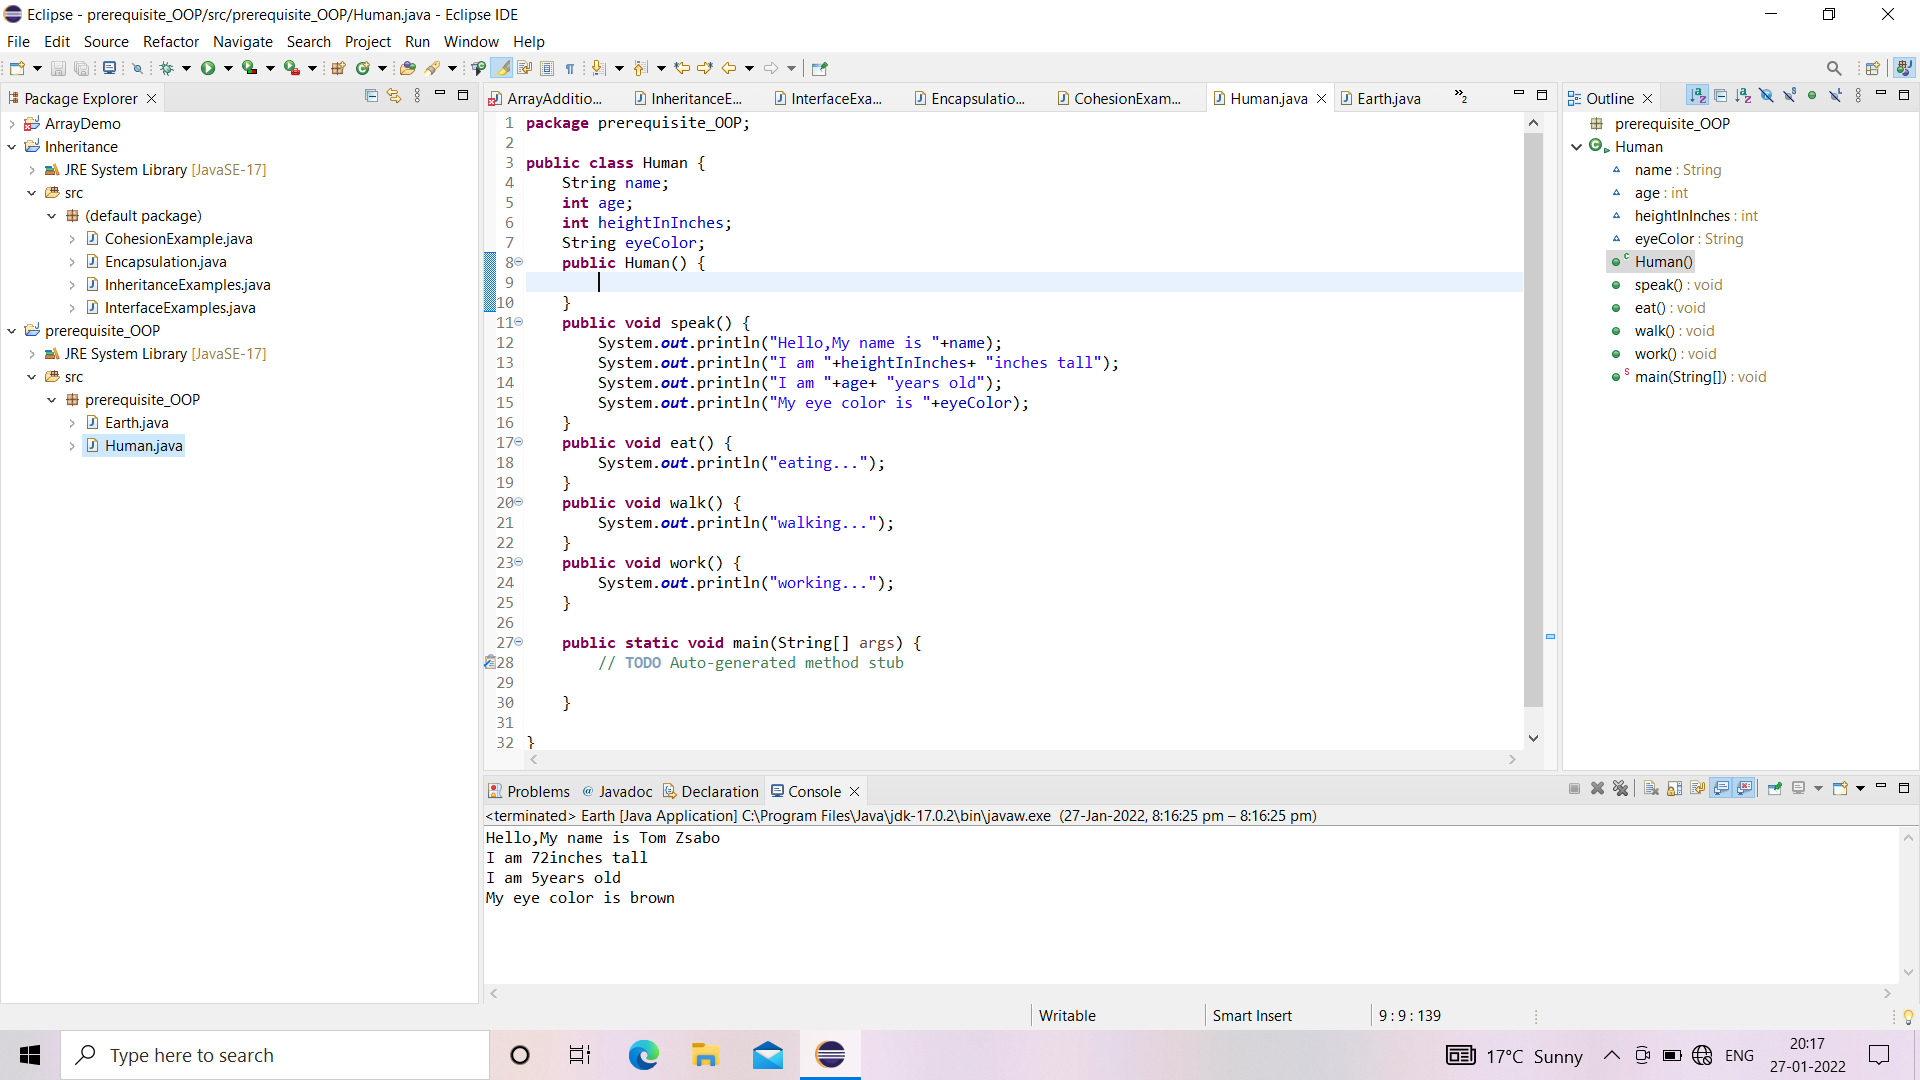 Eclipse - prerequisite_OOP/src/prerequisite_OOP/Human.java - Eclipse IDE
File Edit Source Refactor Navigate Search Project Run Window Help
Package Explorer
ArrayDemo
Inheritance
JRE System Library [JavaSE-17]
src
(default package)
CohesionExample.java
Encapsulation.java
InheritanceExamples.java
InterfaceExamples.java
prerequisite_OOP
JRE System Library [JavaSE-17]
src
prerequisite_OOP
Earth.java
Human.java
ArrayAdditio... InheritanceE... InterfaceExa... Encapsulatio... CohesionExam... Human.java Earth.java »2
1 package prerequisite_OOP;
2
3 public class Human {
4 String name;
5 int age;
6 int heightInInches;
7 String eyeColor;
8 public Human() {
9
10 }
11 public void speak() {
12 System.out.println("Hello,My name is "+name);
13 System.out.println("I am "+heightInInches+ "inches tall");
14 System.out.println("I am "+age+ "years old");
15 System.out.println("My eye color is "+eyeColor);
16 }
17 public void eat() {
18 System.out.println("eating...");
19 }
20 public void walk() {
21 System.out.println("walking...");
22 }
23 public void work() {
24 System.out.println("working...");
25 }
26
27 public static void main(String[] args) {
28 // TODO Auto-generated method stub
29
30 }
31
32 }
Outline
prerequisite_OOP
Human
name : String
age : int
heightInInches : int
eyeColor : String
Human()
speak() : void
eat() : void
walk() : void
work() : void
main(String[]) : void
Problems @ Javadoc Declaration Console
<terminated> Earth [Java Application] C:\Program Files\Java\jdk-17.0.2\bin\javaw.exe (27-Jan-2022, 8:16:25 pm – 8:16:25 pm)
Hello,My name is Tom Zsabo
I am 72inches tall
I am 5years old
My eye color is brown
Writable Smart Insert 9 : 9 : 139
Type here to search
17°C Sunny
ENG
20:17
27-01-2022